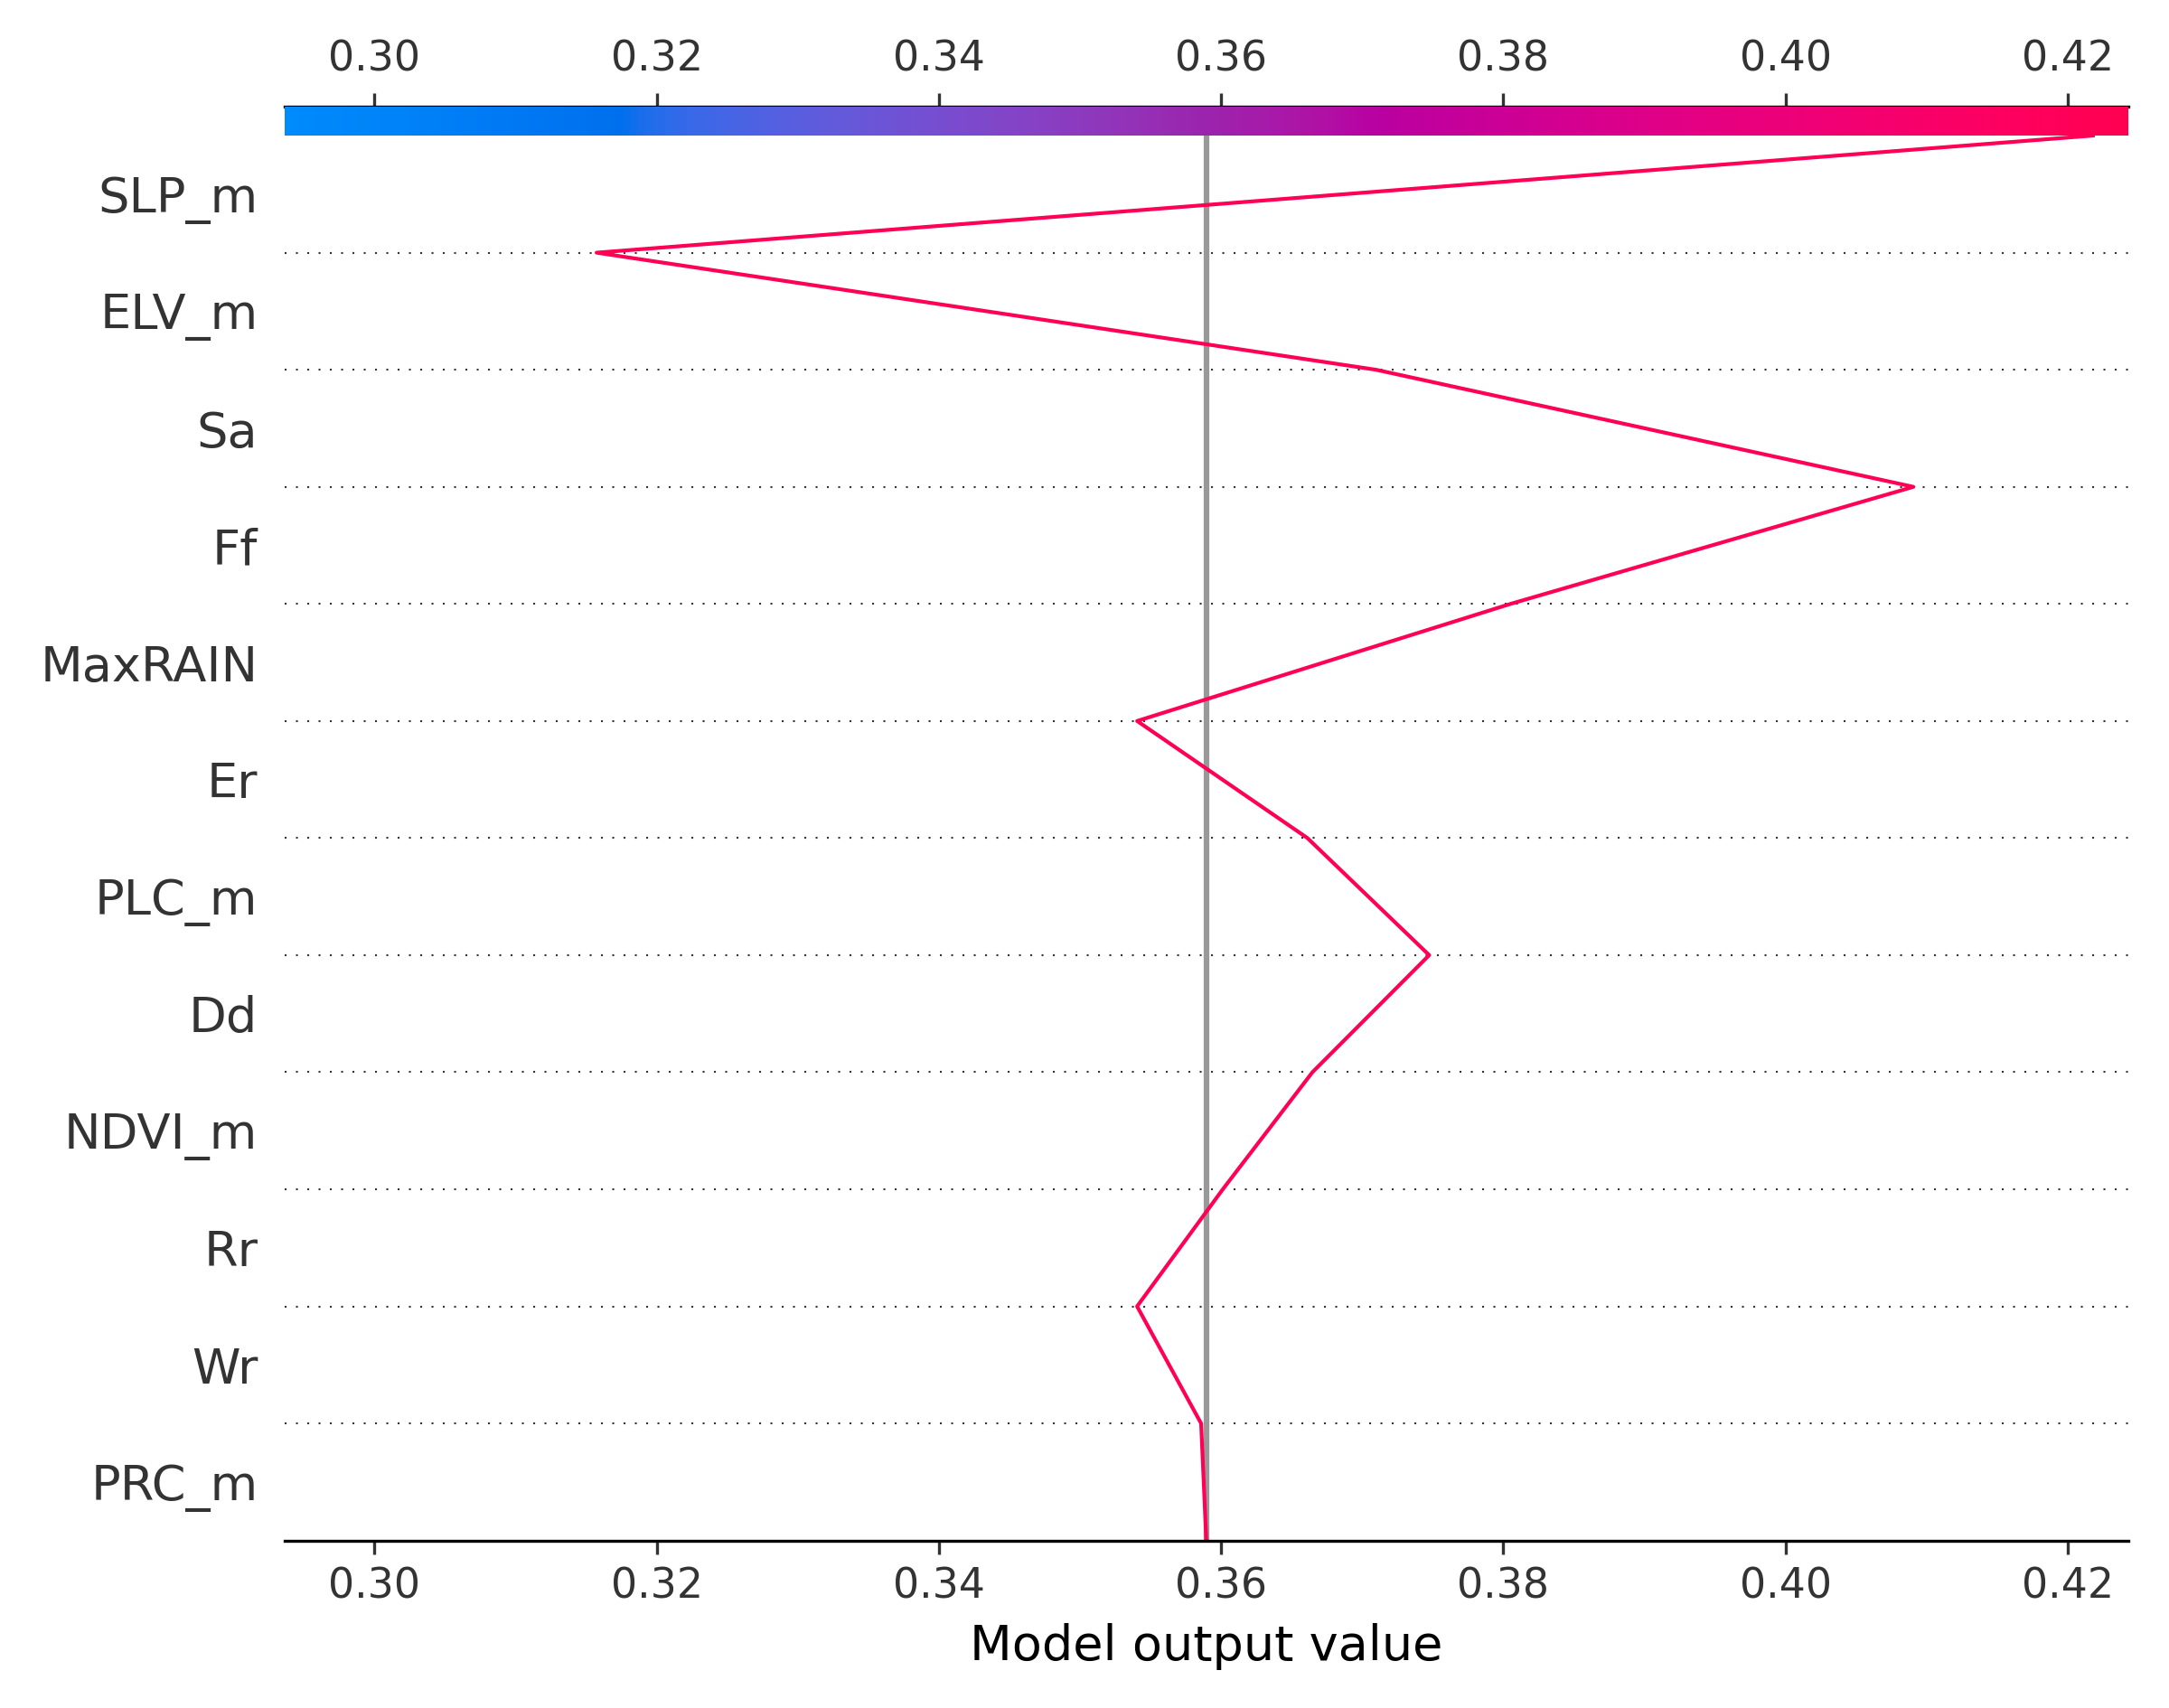 0.30 0.32 0.34 0.36 0.38 0.40 0.42
SLP_m
ELV_m
Sa
Ff
MaxRAIN
Er
PLC_m
Dd
NDVI_m
Rr
Wr
PRC_m
0.30 0.32 0.34 0.36 0.38 0.40 0.42
Model output value